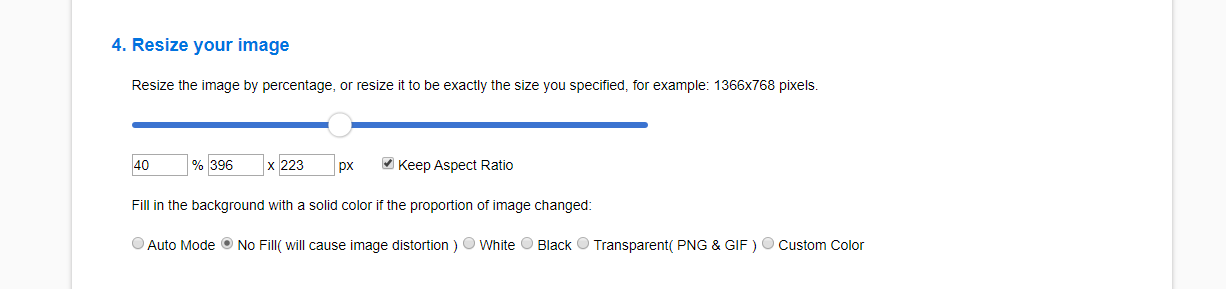 4. Resize your image
Resize the image by percentage, or resize it to be exactly the size you specified, for example: 1366x768 pixels.
40 % 396 x 223 px Keep Aspect Ratio
Fill in the background with a solid color if the proportion of image changed:
Auto Mode No Fill( will cause image distortion ) White Black Transparent( PNG & GIF ) Custom Color